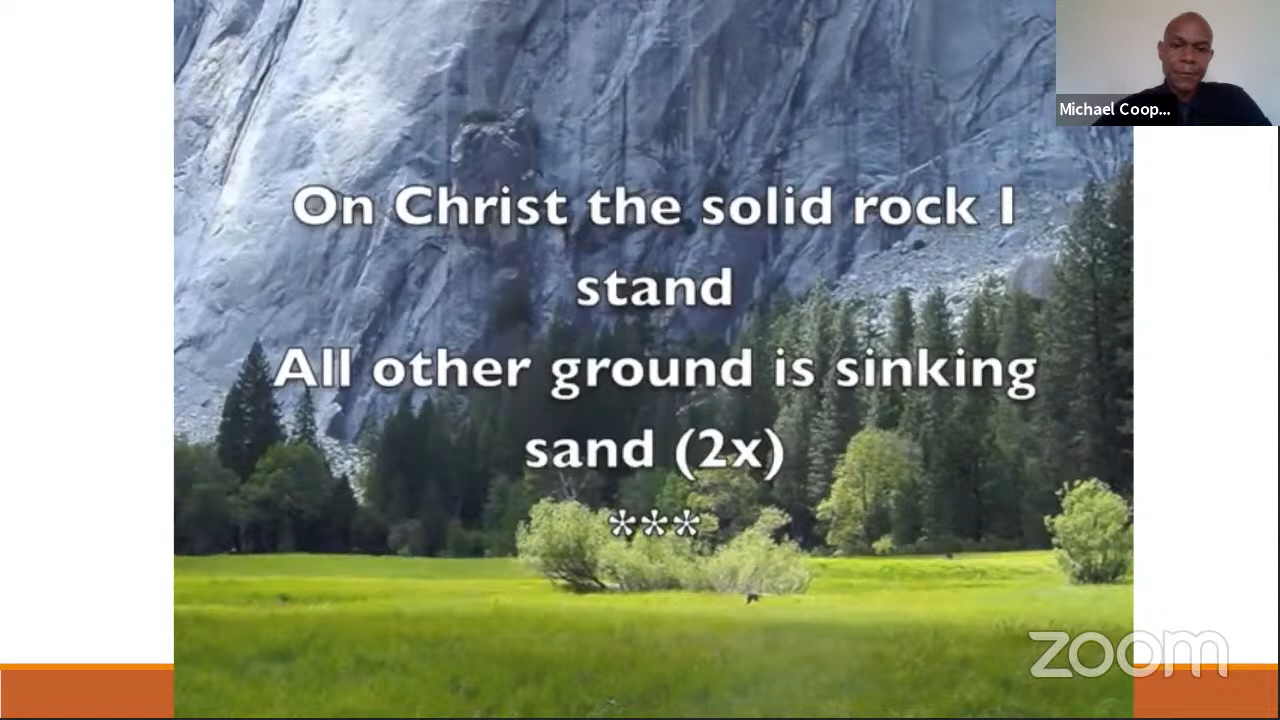 Michael Coop...
On Christ the solid rock I
stand
All other ground is sinking
sand (2x)
***
zoom